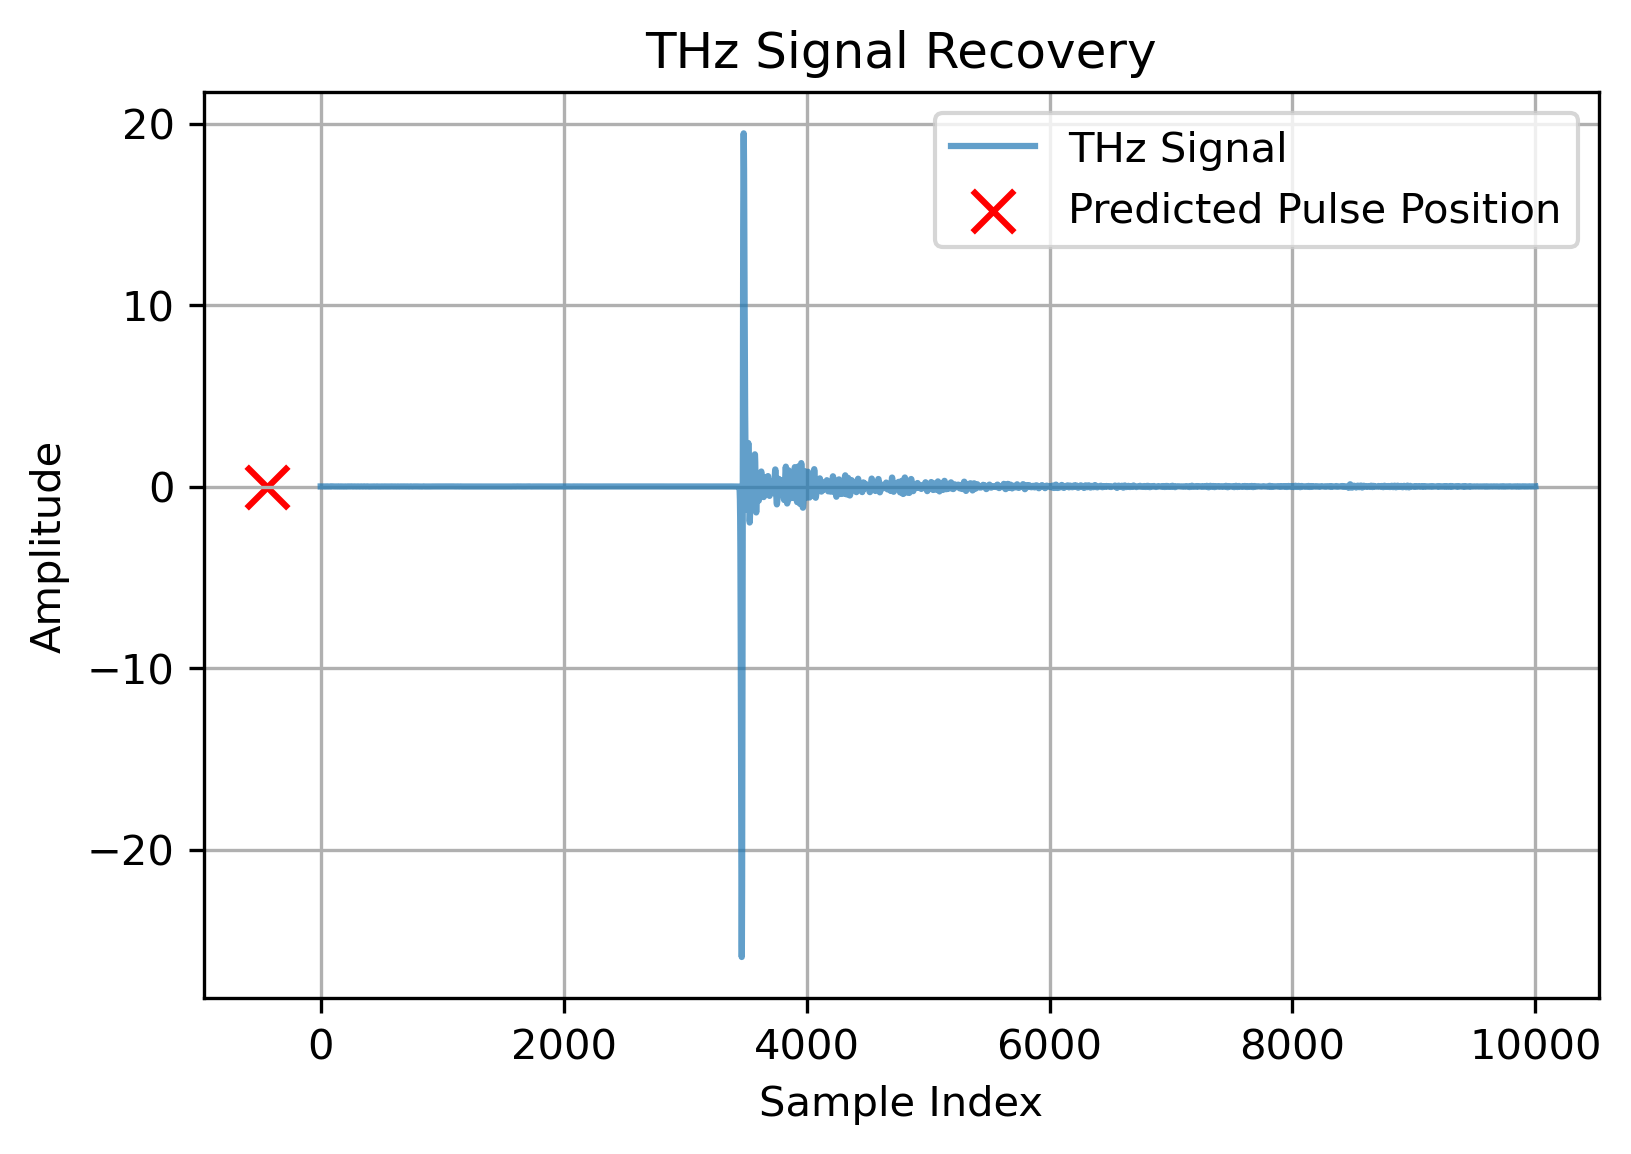 THz Signal Recovery
20
10
0
−10
−20
Amplitude
THz Signal
Predicted Pulse Position
0 2000 4000 6000 8000 10000
Sample Index